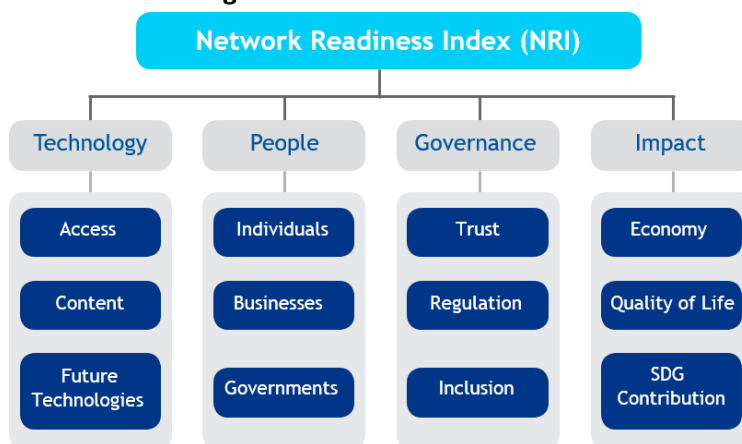 Network Readiness Index (NRI)
Technology
People
Governance
Impact
Access
Individuals
Trust
Economy
Content
Businesses
Regulation
Quality of Life
Future
Technologies
Governments
Inclusion
SDG
Contribution